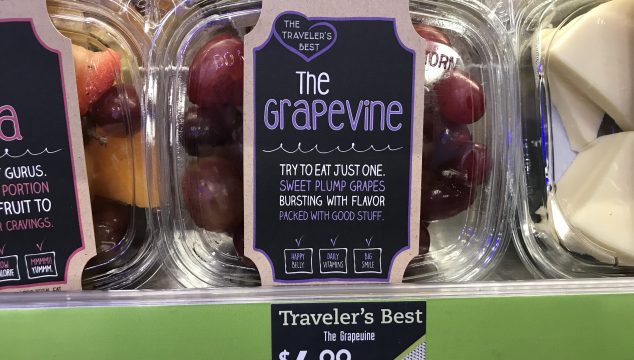 a
T GURUS.
PORTION
FRUIT TO
CRAVINGS.
MMMM!!
YUMMM.
THE
TRAVELER'S
BEST
The
GRAPEVINE
TRY TO EAT JUST ONE.
SWEET PLUMP GRAPES
BURSTING WITH FLAVOR
PACKED WITH GOOD STUFF.
HAPPY
BELLY
DAILY
VITAMINS
BIG
SMILE
TORN
Traveler's Best
The Grapevine